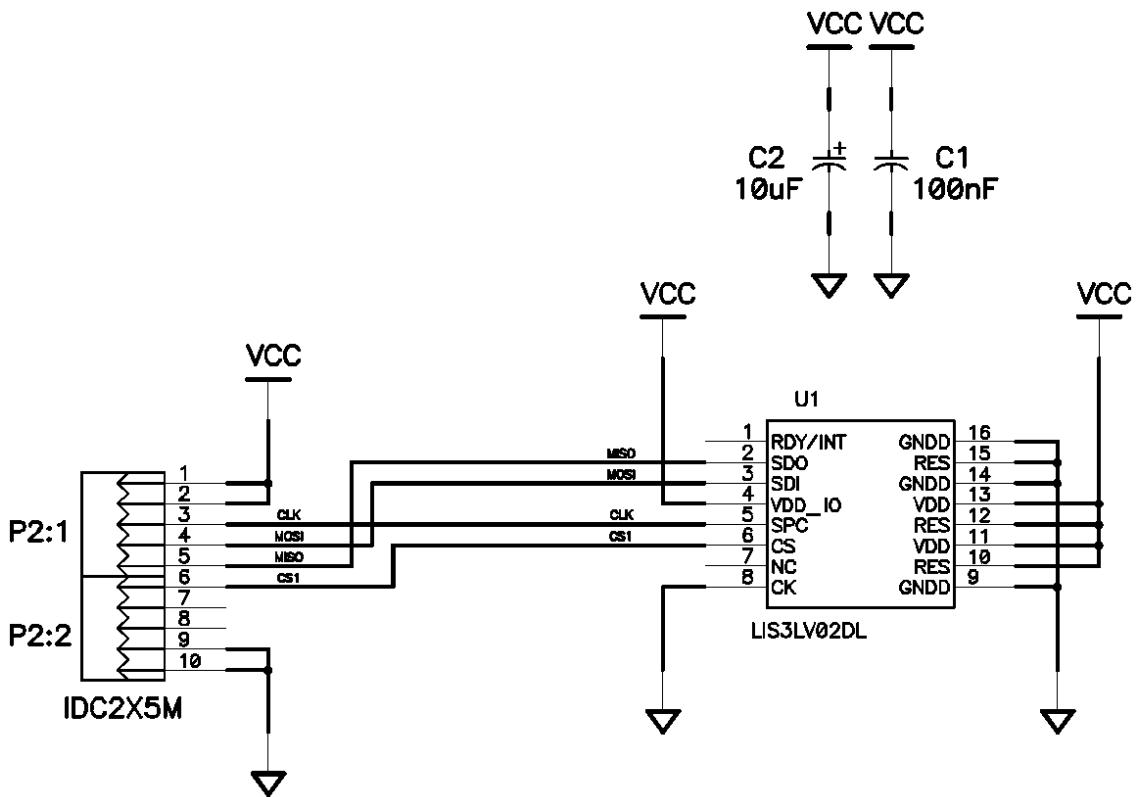 VCC VCC
C2 + C1
10uF 100nF
VCC VCC
VCC
U1
1 RDY/INT GNDD 16
MISO 2 SDO RES 15
1 MOSI 3 SDI GNDD 14
2 4 VDD_IO VDD 13
3 CLK CLK 5 SPC RES 12
P2:1 4 MOSI CS1 6 CS VDD 11
5 MISO 7 NC RES 10
6 CS1 8 CK GNDD 9
7
P2:2 8 LIS3LV02DL
9
10
IDC2X5M